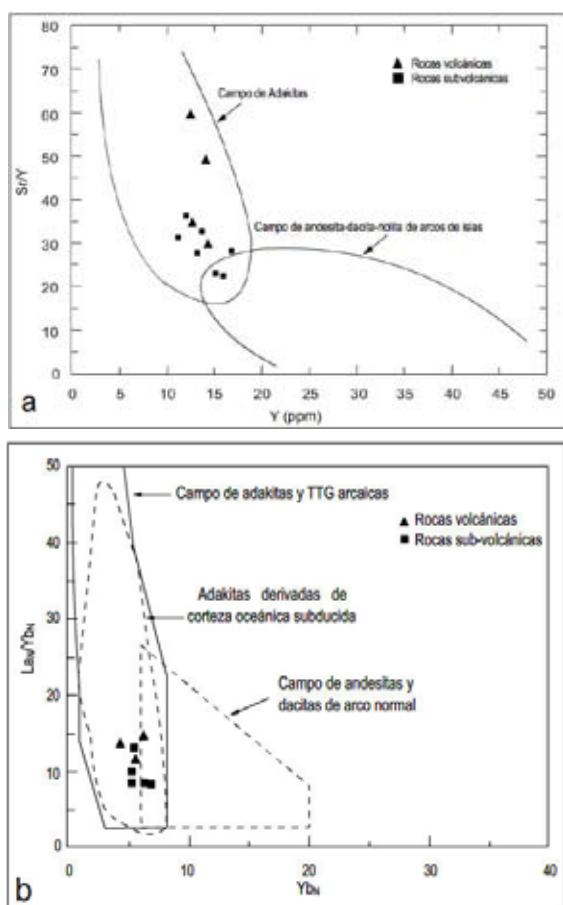 80
70
60
50
40
30
20
10
0
Sr/Y
Rocas volcánicas
Rocas subvolcánicas
Campo de Adakitas
Campo de andesita-dacita-riolita de arcos de islas
0 5 10 15 20 25 30 35 40 45 50
Y (ppm)
a
50
40
30
20
10
0
LaN/YbN
Campo de adakitas y TTG arcaicas
Rocas volcánicas
Rocas sub-volcánicas
Adakitas derivadas de
corteza oceánica subducida
Campo de andesitas y
dacitas de arco normal
0 10 20 30 40
YbN
b